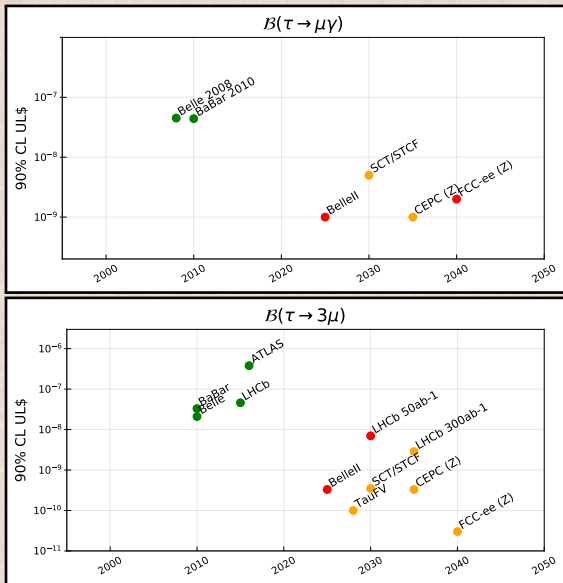 𝓑(τ → μγ)
90% CL UL$
10⁻⁷
10⁻⁸
10⁻⁹
Belle 2008
BaBar 2010
SCT/STCF
BelleII
CEPC (Z)
FCC-ee (Z)
2000
2010
2020
2030
2040
2050
𝓑(τ → 3μ)
90% CL UL$
10⁻⁶
10⁻⁷
10⁻⁸
10⁻⁹
10⁻¹⁰
10⁻¹¹
ATLAS
BaBar
Belle
LHCb
LHCb 50ab-1
LHCb 300ab-1
BelleII
SCT/STCF
TauFV
CEPC (Z)
FCC-ee (Z)
2000
2010
2020
2030
2040
2050